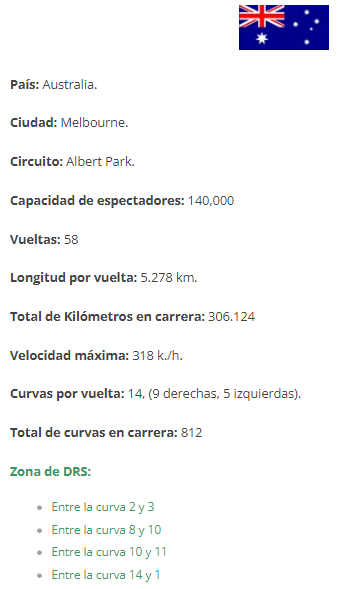 País: Australia.
Ciudad: Melbourne.
Circuito: Albert Park.
Capacidad de espectadores: 140,000
Vueltas: 58
Longitud por vuelta: 5.278 km.
Total de Kilómetros en carrera: 306.124
Velocidad máxima: 318 k./h.
Curvas por vuelta: 14, (9 derechas, 5 izquierdas).
Total de curvas en carrera: 812
Zona de DRS:
Entre la curva 2 y 3
Entre la curva 8 y 10
Entre la curva 10 y 11
Entre la curva 14 y 1